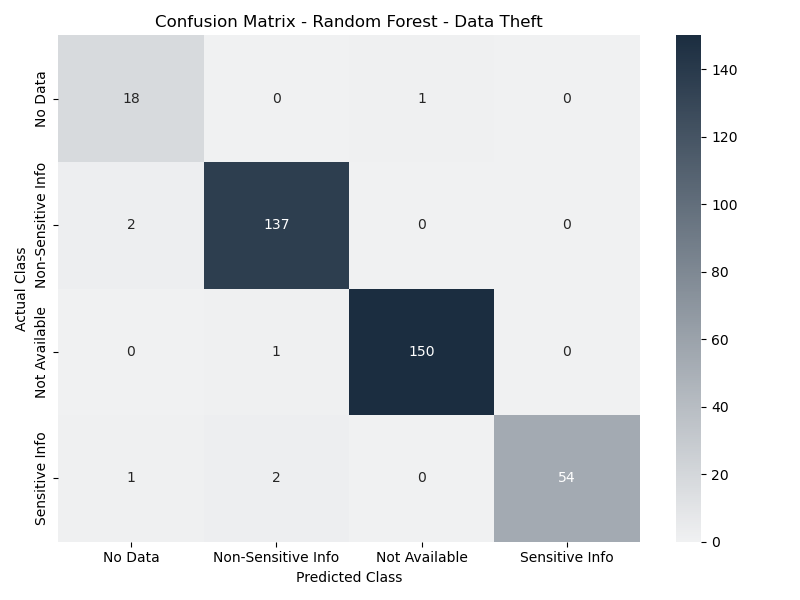 Confusion Matrix - Random Forest - Data Theft
Actual Class
No Data
18 0 1 0
Non-Sensitive Info
2 137 0 0
Not Available
0 1 150 0
Sensitive Info
1 2 0 54
No Data Non-Sensitive Info Not Available Sensitive Info
Predicted Class
140
120
100
80
60
40
20
0